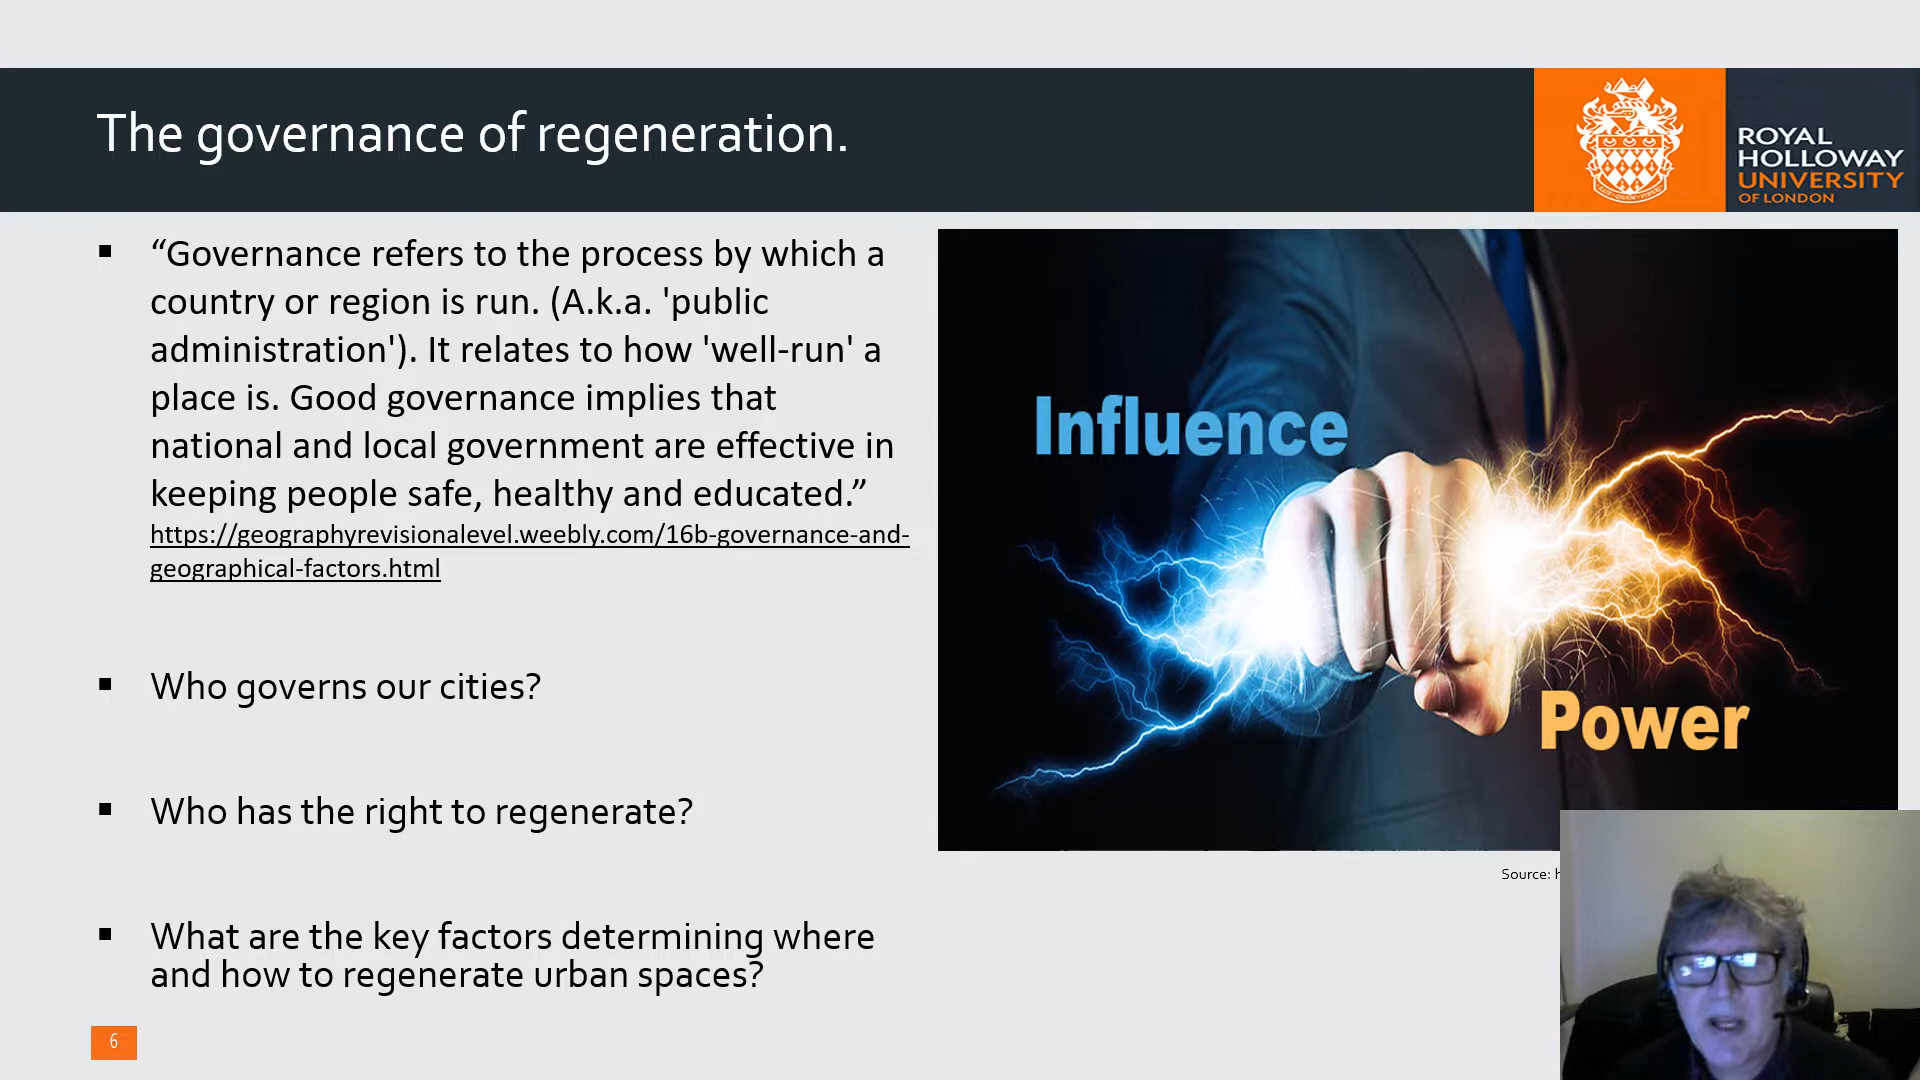 The governance of regeneration.
ROYAL
HOLLOWAY
UNIVERSITY
OF LONDON
▪ “Governance refers to the process by which a
country or region is run. (A.k.a. 'public
administration'). It relates to how 'well-run' a
place is. Good governance implies that
national and local government are effective in
keeping people safe, healthy and educated.”
https://geographyrevisionalevel.weebly.com/16b-governance-and-
geographical-factors.html
▪ Who governs our cities?
▪ Who has the right to regenerate?
▪ What are the key factors determining where
and how to regenerate urban spaces?
Influence
Power
Source:
6